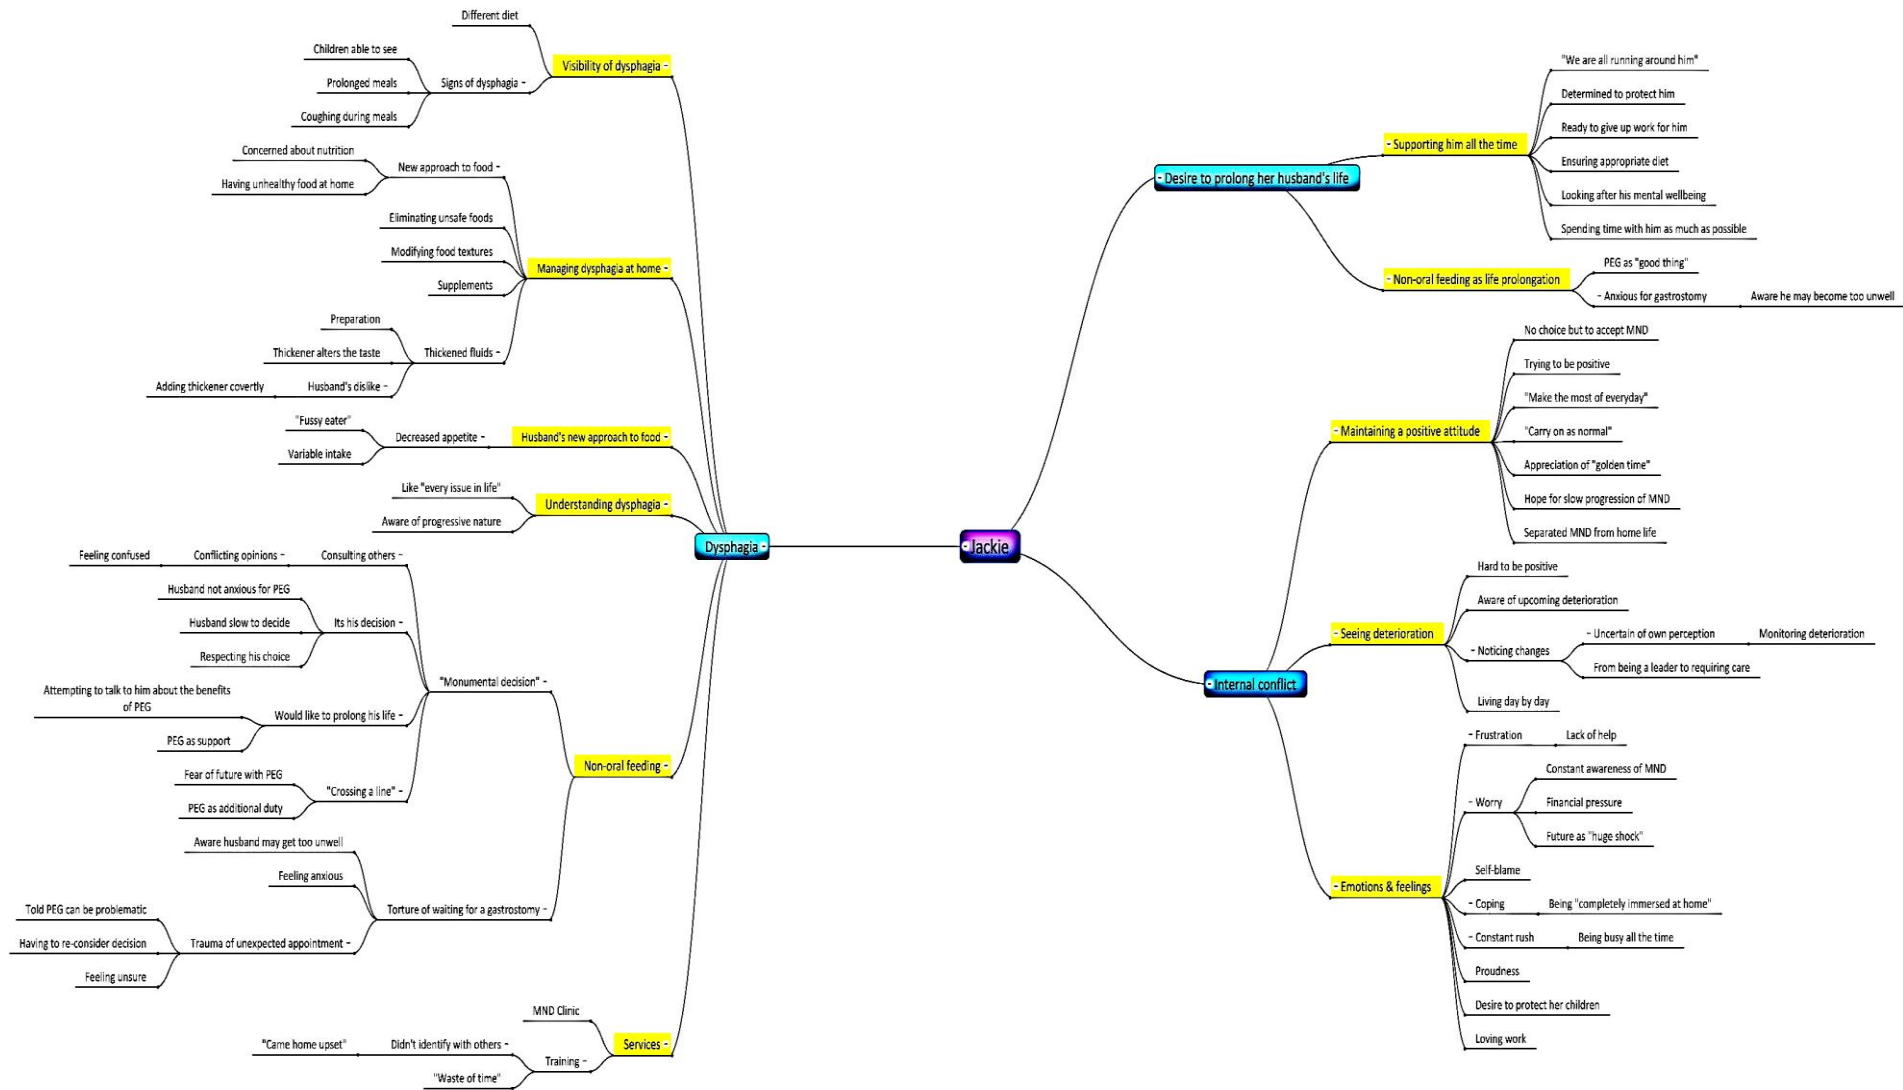 Different diet
Children able to see
Prolonged meals
Coughing during meals
Signs of dysphagia -
Visibility of dysphagia -
Concerned about nutrition
Having unhealthy food at home
New approach to food -
Eliminating unsafe foods
Modifying food textures
Supplements
Managing dysphagia at home -
Preparation
Thickener alters the taste
Adding thickener covertly
Husband's dislike -
Thickened fluids -
"Fussy eater"
Variable intake
Decreased appetite -
Husband's new approach to food -
Like "every issue in life"
Aware of progressive nature
Understanding dysphagia -
Dysphagia -
Feeling confused
Conflicting opinions -
Consulting others -
Husband not anxious for PEG
Husband slow to decide
Respecting his choice
Its his decision -
"Monumental decision" -
Attempting to talk to him about the benefits
of PEG
PEG as support
Would like to prolong his life -
Fear of future with PEG
PEG as additional duty
"Crossing a line" -
Non-oral feeding -
Aware husband may get too unwell
Feeling anxious
Torture of waiting for a gastrostomy -
Told PEG can be problematic
Having to re-consider decision
Feeling unsure
Trauma of unexpected appointment -
MND Clinic
Services -
"Came home upset"
Didn't identify with others -
Training -
"Waste of time"
- Jackie
- Desire to prolong her husband's life
- Supporting him all the time
"We are all running around him"
Determined to protect him
Ready to give up work for him
Ensuring appropriate diet
Looking after his mental wellbeing
Spending time with him as much as possible
- Non-oral feeding as life prolongation
PEG as "good thing"
- Anxious for gastrostomy
Aware he may become too unwell
- Internal conflict
- Maintaining a positive attitude
No choice but to accept MND
Trying to be positive
"Make the most of everyday"
"Carry on as normal"
Appreciation of "golden time"
Hope for slow progression of MND
Separated MND from home life
- Seeing deterioration
Hard to be positive
Aware of upcoming deterioration
- Noticing changes
- Uncertain of own perception
Monitoring deterioration
From being a leader to requiring care
Living day by day
- Emotions & feelings
- Frustration
Lack of help
- Worry
Constant awareness of MND
Financial pressure
Future as "huge shock"
Self-blame
- Coping
Being "completely immersed at home"
- Constant rush
Being busy all the time
Proudness
Desire to protect her children
Loving work